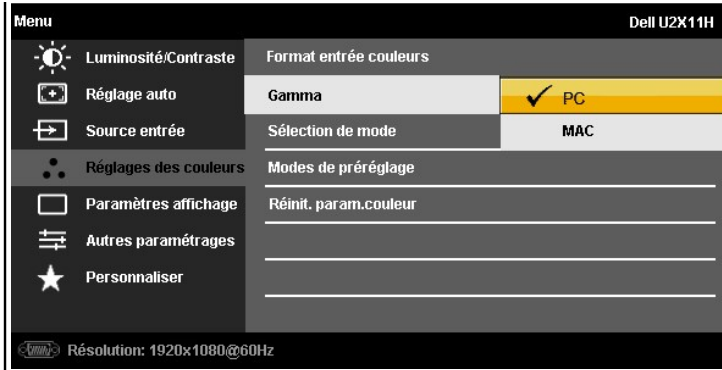 Menu Dell U2X11H
Luminosité/Contraste Format entrée couleurs
Réglage auto Gamma PC
Source entrée Sélection de mode MAC
Réglages des couleurs Modes de préréglage
Paramètres affichage Réinit. param.couleur
Autres paramétrages
Personnaliser
Résolution: 1920x1080@60Hz